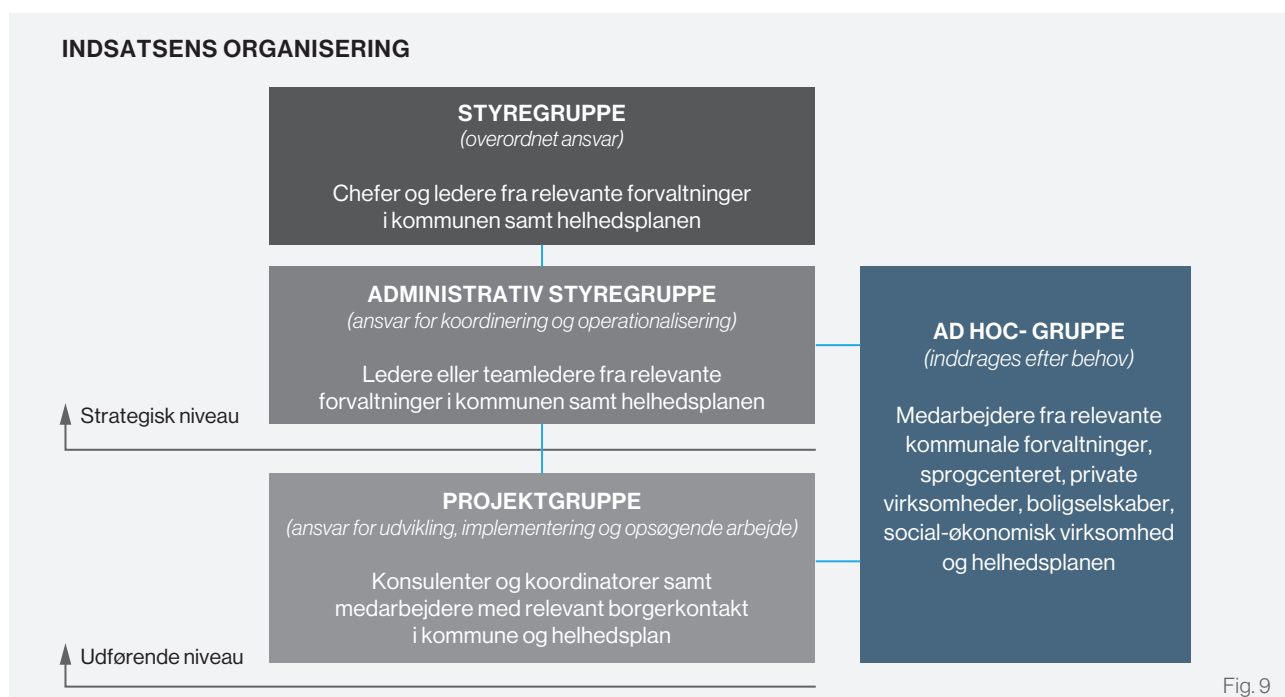 INDSATSENS ORGANISERING
STYREGRUPPE
(overordnet ansvar)
Chefer og ledere fra relevante forvaltninger
i kommunen samt helhedsplanen
ADMINISTRATIV STYREGRUPPE
(ansvar for koordinering og operationalisering)
Ledere eller teamledere fra relevante
forvaltninger i kommunen samt helhedsplanen
Strategisk niveau
PROJEKTGRUPPE
(ansvar for udvikling, implementering og opsøgende arbejde)
Konsulenter og koordinatorer samt
medarbejdere med relevant borgerkontakt
i kommune og helhedsplan
Udførende niveau
AD HOC- GRUPPE
(inddrages efter behov)
Medarbejdere fra relevante
kommunale forvaltninger,
sprogcenteret, private
virksomheder, boligselskaber,
social-økonomisk virksomhed
og helhedsplanen
Fig. 9